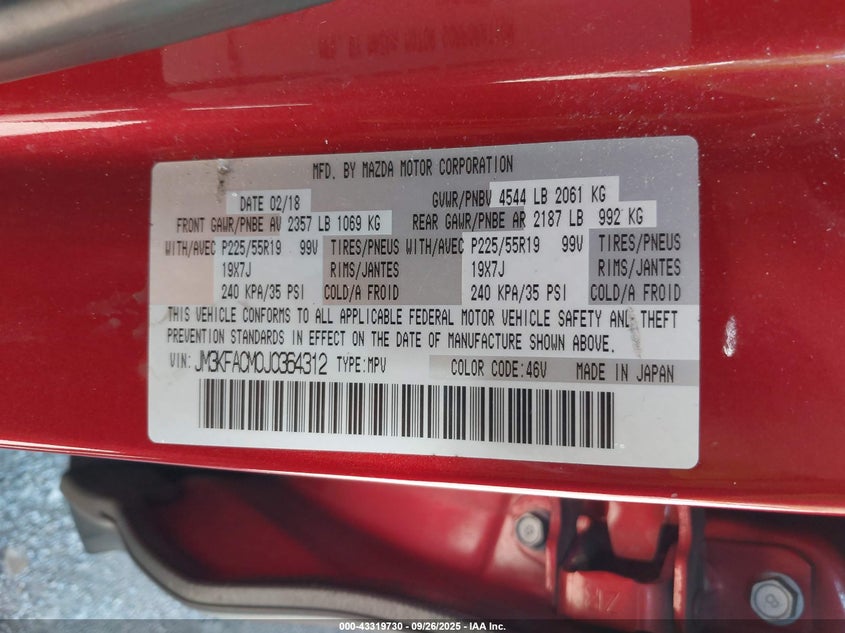 MFD. BY MAZDA MOTOR CORPORATION
DATE 02/18 GVWR/PNBV 4544 LB 2061 KG
FRONT GAWR/PNBE AV 2357 LB 1069 KG REAR GAWR/PNBE AR 2187 LB 992 KG
WITH/AVEC P225/55R19 99V TIRES/PNEUS WITH/AVEC P225/55R19 99V TIRES/PNEUS
19X7J RIMS/JANTES 19X7J RIMS/JANTES
240 KPA/35 PSI COLD/A FROID 240 KPA/35 PSI COLD/A FROID
THIS VEHICLE CONFORMS TO ALL APPLICABLE FEDERAL MOTOR VEHICLE SAFETY AND THEFT
PREVENTION STANDARDS IN EFFECT ON THE DATE OF MANUFACTURE SHOWN ABOVE.
VIN: JM3KFACM0J0364312 TYPE:MPV COLOR CODE:46V MADE IN JAPAN
000-43319730 - 09/26/2025 - IAA Inc.